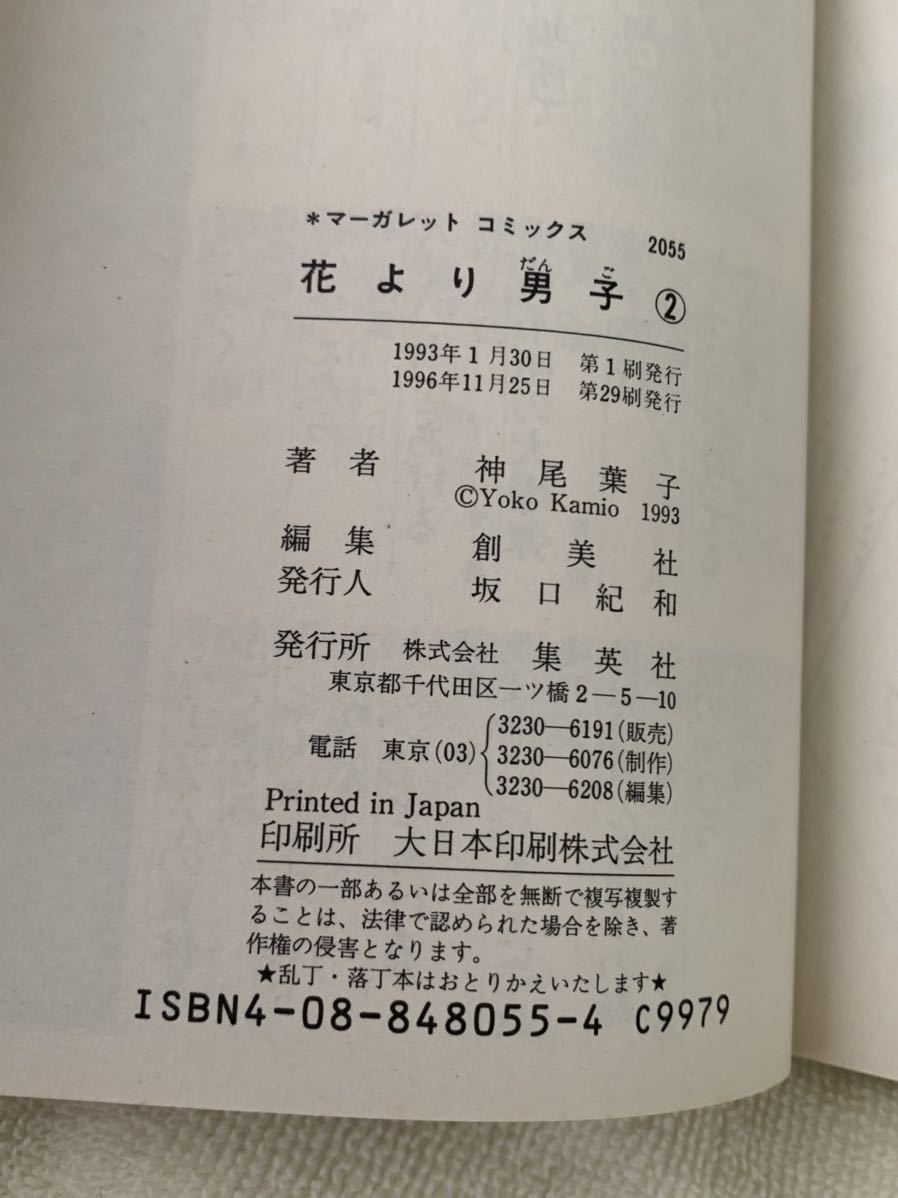 *マーガレット コミックス 2055
花より男子 ②
だん ご
1993年1月30日 第1刷発行
1996年11月25日 第29刷発行
著者 神尾葉子
©Yoko Kamio 1993
編集 創美社
発行人 坂口紀和
発行所 株式会社 集英社
東京都千代田区一ツ橋2—5—10
電話 東京(03)
3230—6191(販売)
3230—6076(制作)
3230—6208(編集)
Printed in Japan
印刷所 大日本印刷株式会社
本書の一部あるいは全部を無断で複写複製す
ることは、法律で認められた場合を除き、著
作権の侵害となります。
★乱丁・落丁本はおとりかえいたします★
ISBN4-08-848055-4 C9979